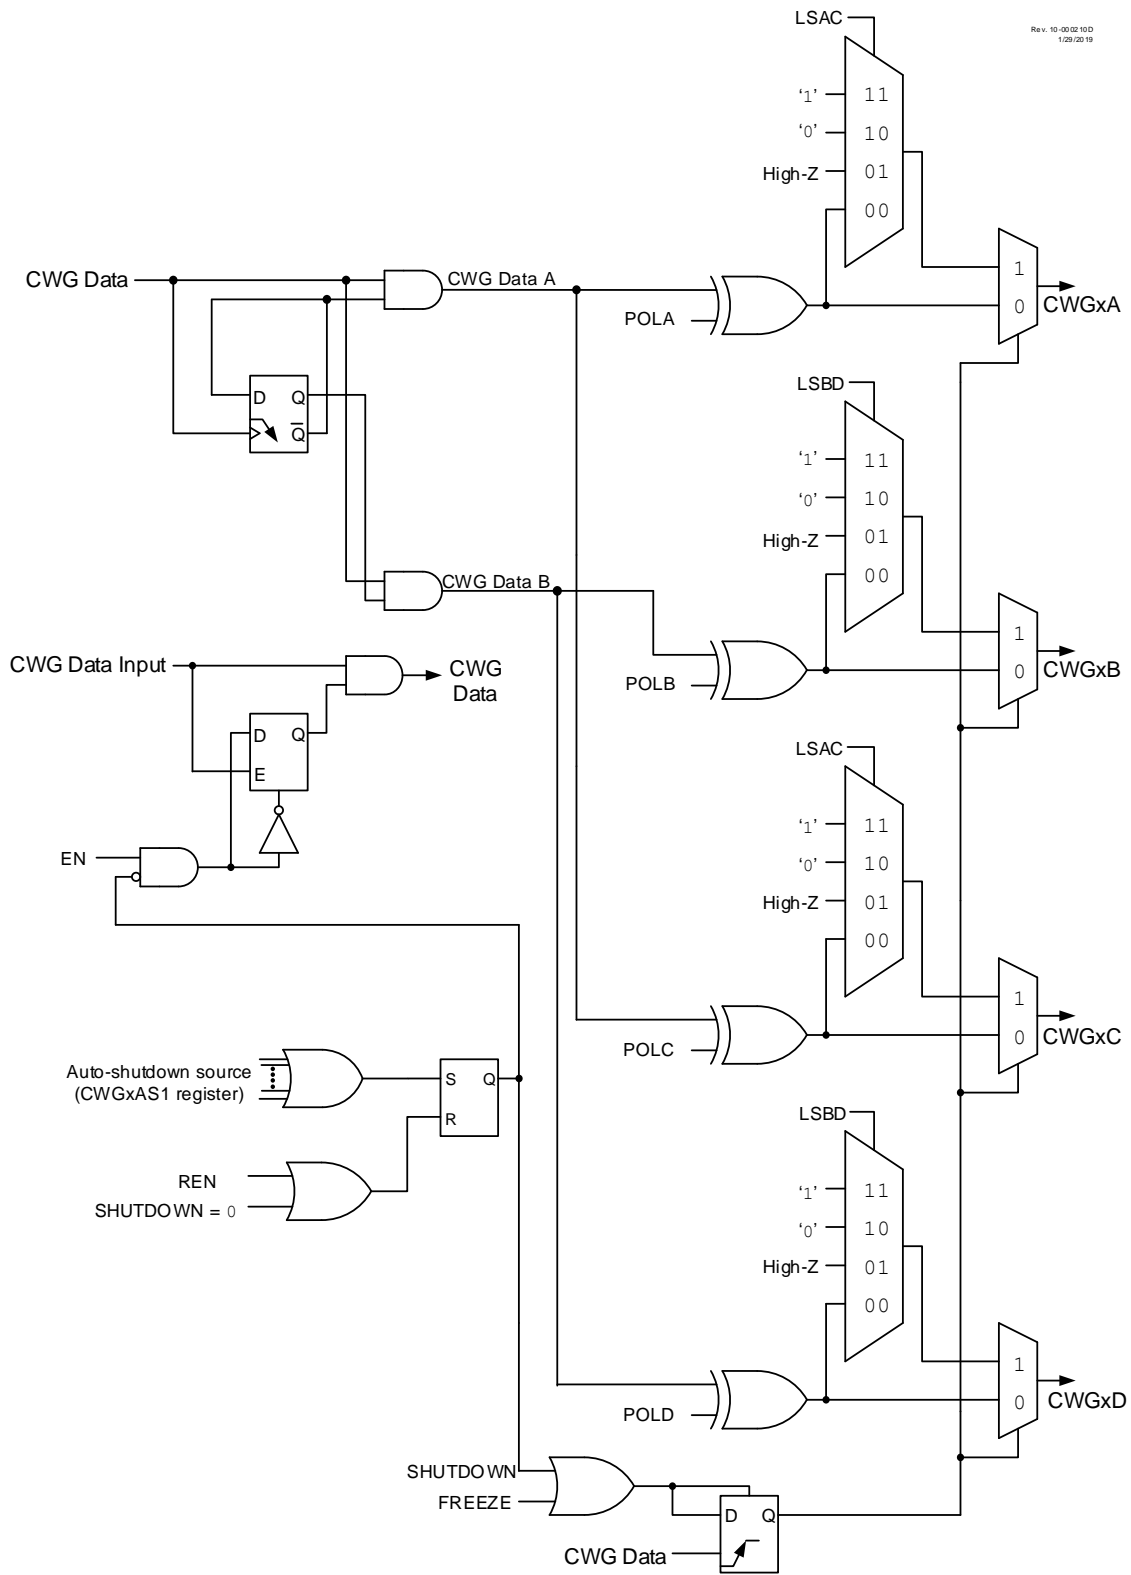 LSAC
Rev. 10-000210D
1/29/2019
‘1’ 11
‘0’ 10
High-Z 01
00
CWG Data
CWG Data A
POLA
1
0
CWGxA
LSBD
D Q
Q
‘1’ 11
‘0’ 10
High-Z 01
00
CWG Data B
POLB
1
0
CWGxB
CWG Data Input
CWG
Data
D Q
E
EN
LSAC
‘1’ 11
‘0’ 10
High-Z 01
00
POLC
1
0
CWGxC
Auto-shutdown source
(CWGxAS1 register)
S Q
R
REN
SHUTDOWN = 0
LSBD
‘1’ 11
‘0’ 10
High-Z 01
00
POLD
1
0
CWGxD
SHUTDOWN
FREEZE
D Q
CWG Data